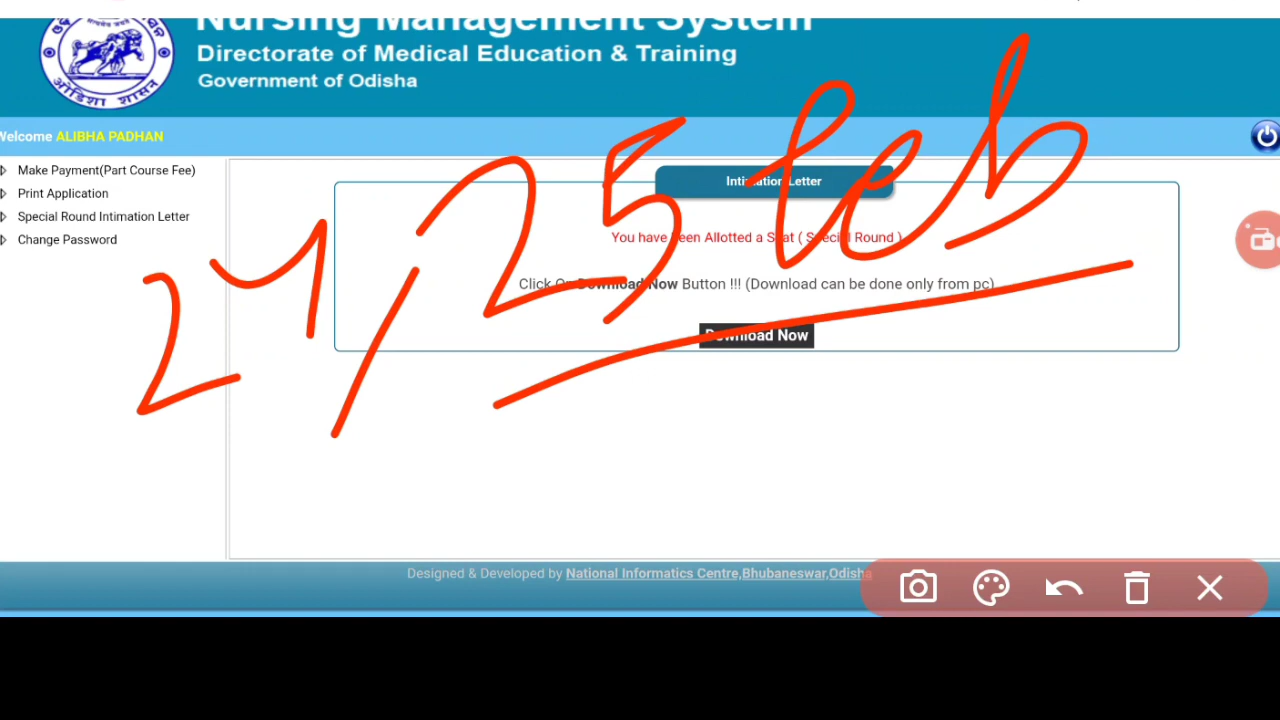 Nursing Management System
Directorate of Medical Education & Training
Government of Odisha
ଓଡ଼ିଶା ଶାସନ
Welcome ALIBHA PADHAN
Make Payment(Part Course Fee)
Print Application
Special Round Intimation Letter
Change Password
Intimation Letter
You have been Allotted a Seat ( Special Round )
Click On Download Now Button !!! (Download can be done only from pc)
Download Now
24, 25 feb
Designed & Developed by National Informatics Centre,Bhubaneswar,Odisha